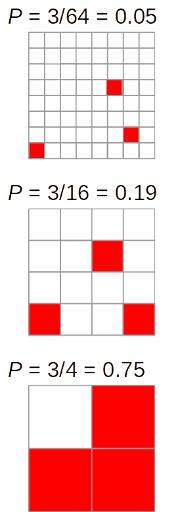 P = 3/64 = 0.05
P = 3/16 = 0.19
P = 3/4 = 0.75